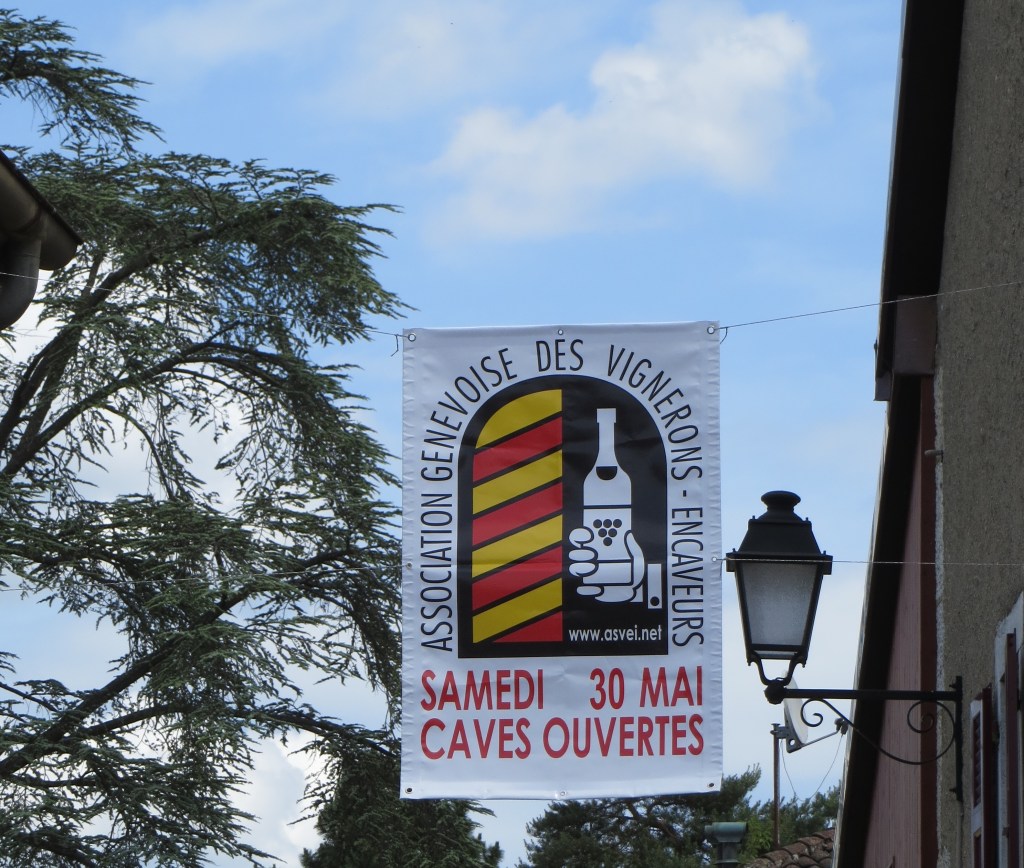 ASSOCIATION GENEVOISE DES VIGNERONS - ENCAVEURS
www.asvei.net
SAMEDI 30 MAI
CAVES OUVERTES